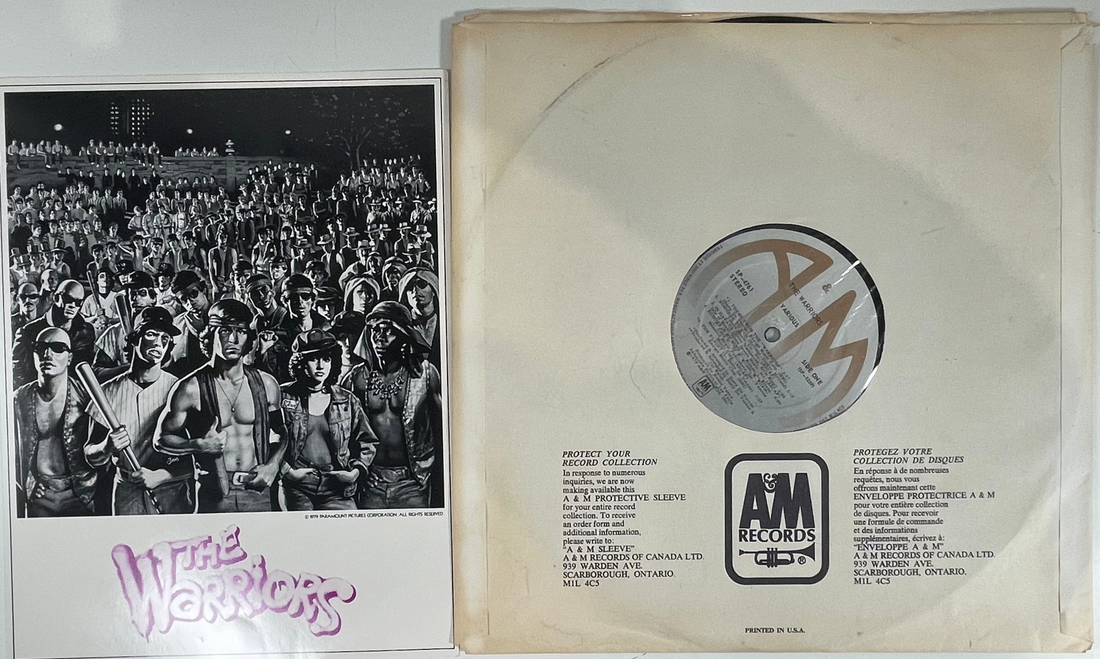 © 1979 PARAMOUNT PICTURES CORPORATION. ALL RIGHTS RESERVED
THE
WARRIORS
A&M
SP-4761
STEREO
THE WARRIORS
VARIOUS
SIDE ONE
PROTECT YOUR
RECORD COLLECTION
In response to numerous
inquiries, we are now
making available this
A & M PROTECTIVE SLEEVE
for your entire record
collection. To receive
an order form and
additional information,
please write to:
"A & M SLEEVE"
A & M RECORDS OF CANADA LTD.
939 WARDEN AVE.
SCARBOROUGH, ONTARIO.
M1L 4C5
A&M
RECORDS
®
PROTEGEZ VOTRE
COLLECTION DE DISQUES
En réponse à de nombreuses
requêtes, nous vous
offrons maintenant cette
ENVELOPPE PROTECTRICE A & M
pour votre entière collection
de disques. Pour recevoir
une formule de commande
et des informations
supplémentaires, écrivez à:
"ENVELOPPE A & M"
A & M RECORDS OF CANADA LTD.
939 WARDEN AVE.
SCARBOROUGH, ONTARIO.
M1L 4C5
PRINTED IN U.S.A.